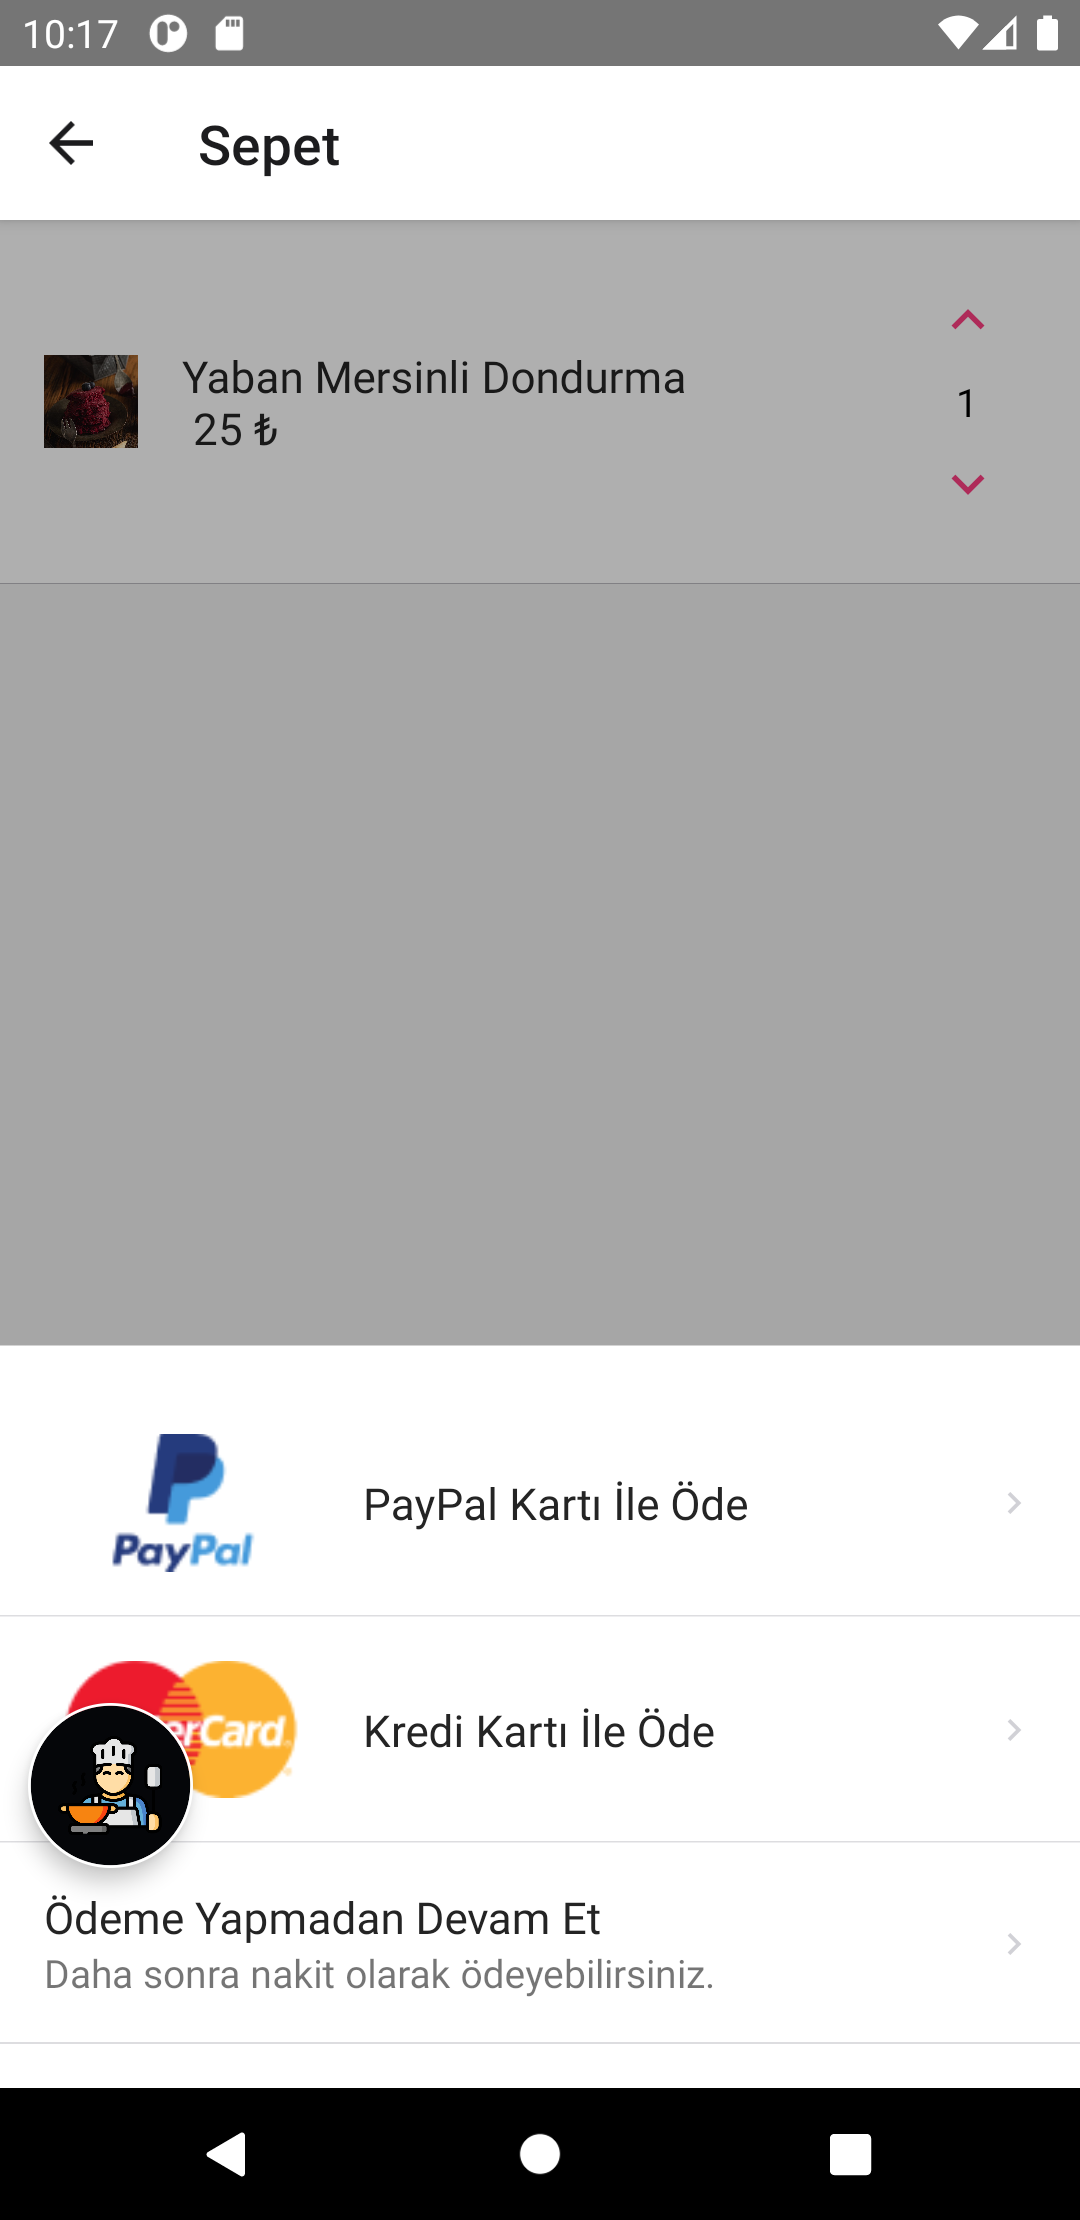 10:17
Sepet
Yaban Mersinli Dondurma
25 ₺
1
PayPal
PayPal Kartı İle Öde
erCard
Kredi Kartı İle Öde
Ödeme Yapmadan Devam Et
Daha sonra nakit olarak ödeyebilirsiniz.